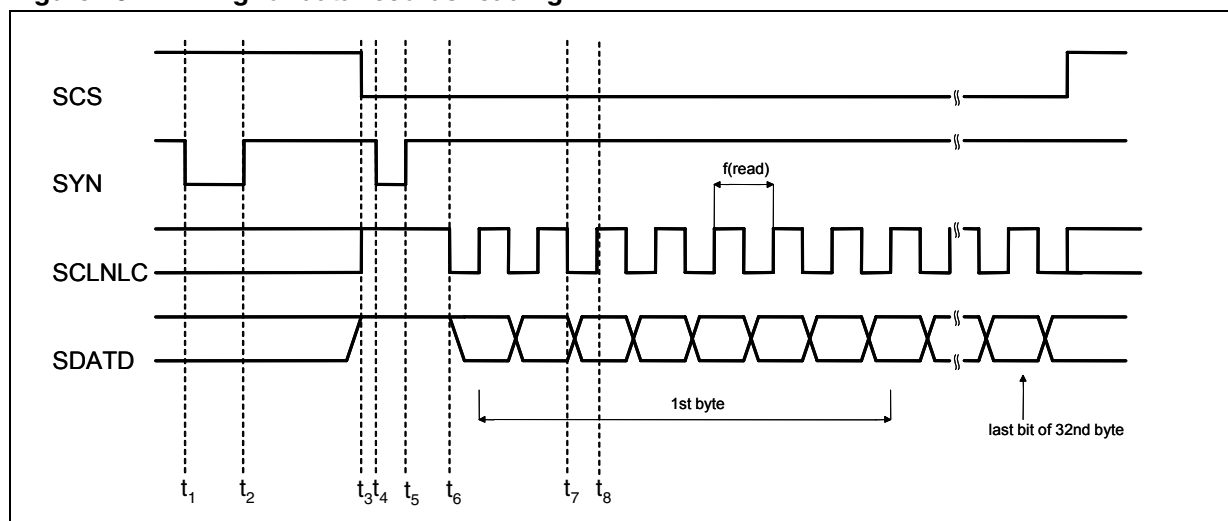 SCS
SYN
f(read)
SCLNLC
SDATD
1st byte
last bit of 32nd byte
t1 t2 t3 t4 t5 t6 t7 t8